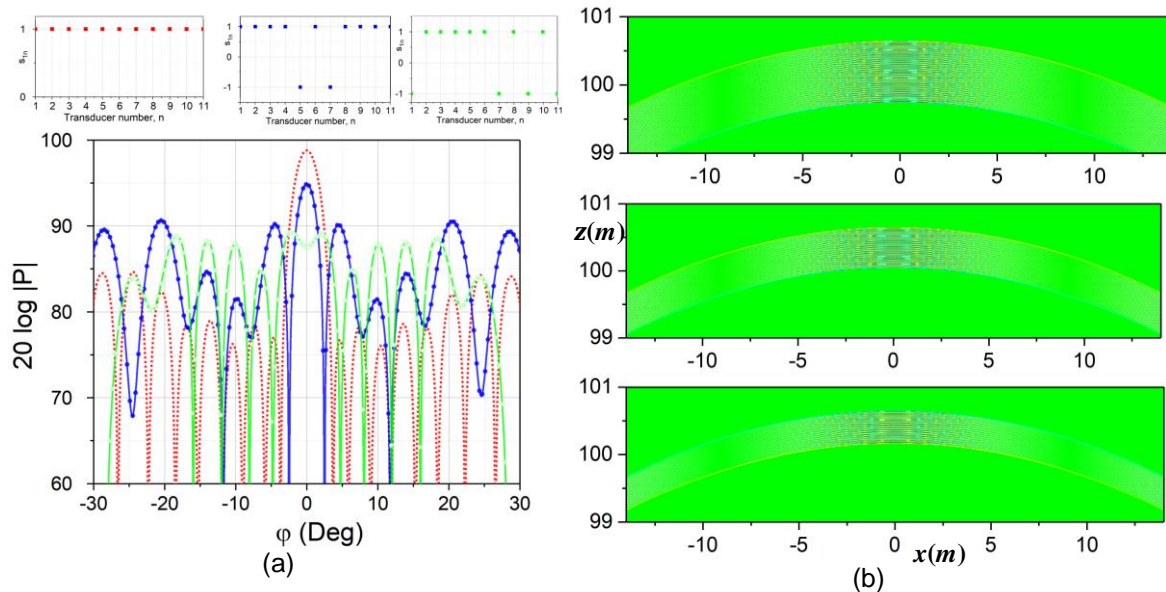 s1n
1
0
1 2 3 4 5 6 7 8 9 10 11
Transducer number, n
s1n
1
0
-1
1 2 3 4 5 6 7 8 9 10 11
Transducer number, n
s1n
1
0
-1
1 2 3 4 5 6 7 8 9 10 11
Transducer number, n
20 log |P|
100
90
80
70
60
-30 -20 -10 0 10 20 30
φ (Deg)
(a)
101
100
99
-10 -5 0 5 10
z(m)
101
100
99
-10 -5 0 5 10
101
100
99
-10 -5 0 5 10
x(m)
(b)